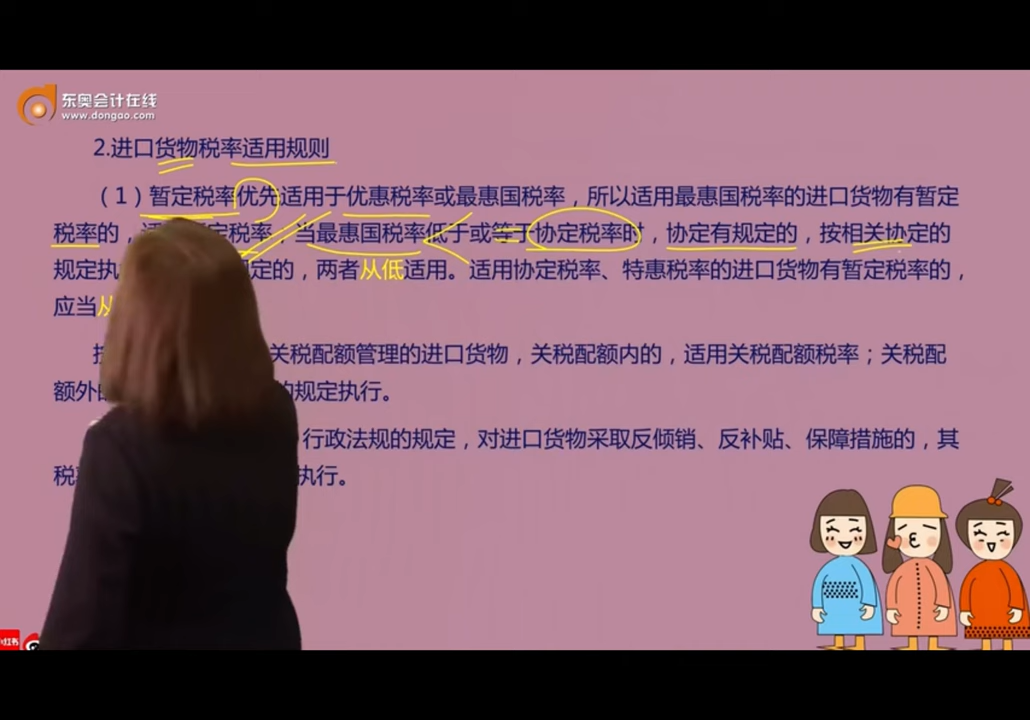 东奥会计在线
www.dongao.com
2.进口货物税率适用规则
（1）暂定税率优先适用于优惠税率或最惠国税率，所以适用最惠国税率的进口货物有暂定
税率的，适 定税率，当最惠国税率低于或等于协定税率时，协定有规定的，按相关协定的
规定执 定的，两者从低适用。适用协定税率、特惠税率的进口货物有暂定税率的，
应当从
关税配额管理的进口货物，关税配额内的，适用关税配额税率；关税配
额外 的规定执行。
行政法规的规定，对进口货物采取反倾销、反补贴、保障措施的，其
税 执行。
小红书